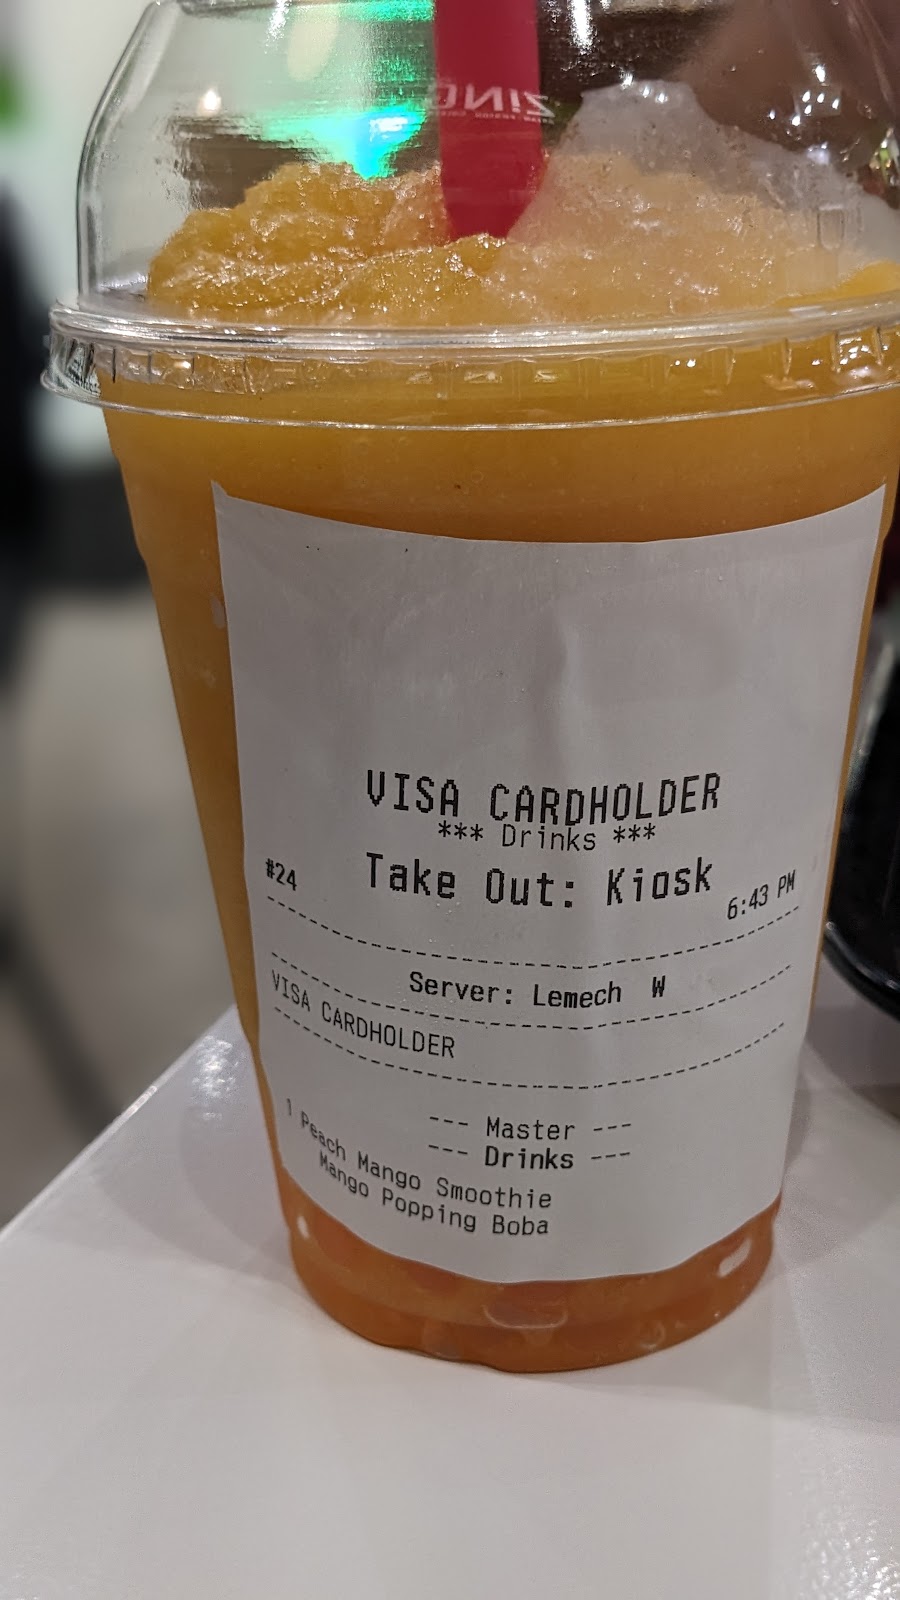 ZiNG
VISA CARDHOLDER
*** Drinks ***
#24 Take Out: Kiosk 6:43 PM
Server: Lemech W
VISA CARDHOLDER
--- Master ---
--- Drinks ---
1 Peach Mango Smoothie
Mango Popping Boba